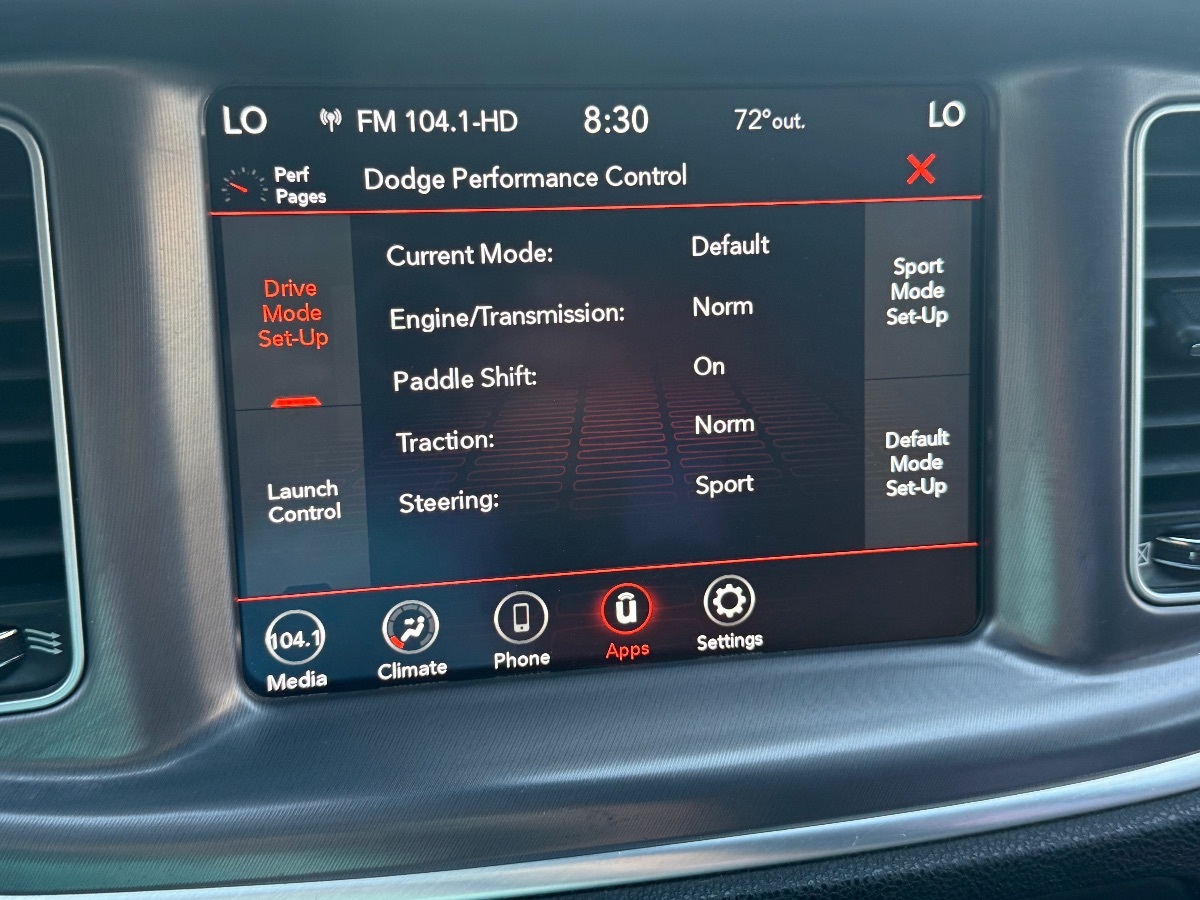 LO FM 104.1-HD 8:30 72°out. LO
Perf
Pages
Dodge Performance Control
Drive
Mode
Set-Up
Launch
Control
Current Mode: Default
Engine/Transmission: Norm
Paddle Shift: On
Traction: Norm
Steering: Sport
Sport
Mode
Set-Up
Default
Mode
Set-Up
104.1
Media
Climate
Phone
Apps
Settings